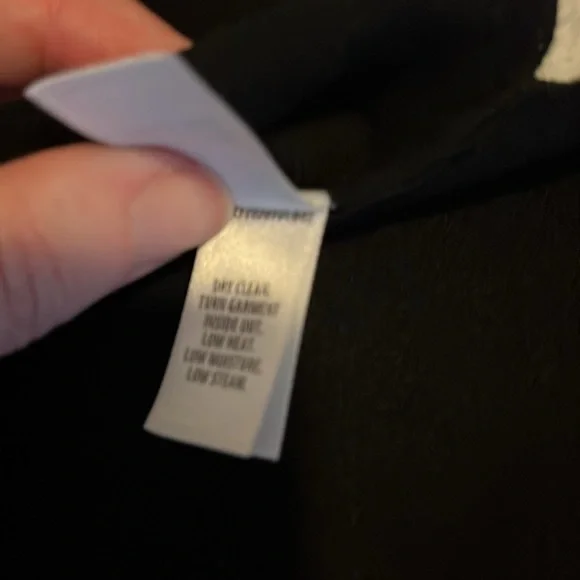 DRY CLEAN.
TURN GARMENT
INSIDE OUT.
LOW HEAT.
LOW MOISTURE.
LOW STEAM.